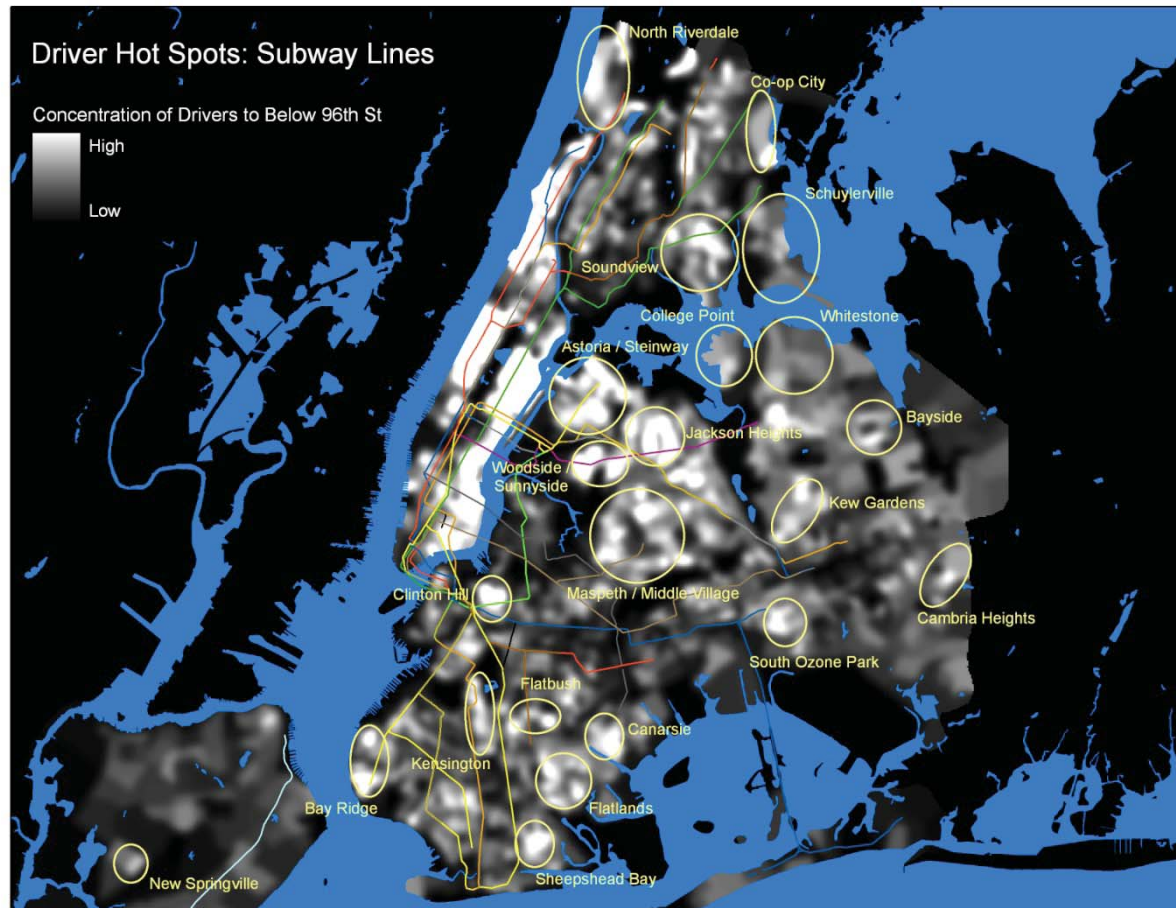 Driver Hot Spots: Subway Lines
Concentration of Drivers to Below 96th St
High
Low
North Riverdale
Co-op City
Schuylerville
Soundview
College Point
Whitestone
Astoria / Steinway
Bayside
Jackson Heights
Woodside /
Sunnyside
Kew Gardens
Clinton Hill
Maspeth / Middle Village
Cambria Heights
South Ozone Park
Flatbush
Canarsie
Kensington
Bay Ridge
Flatlands
Sheepshead Bay
New Springville